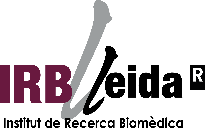 IRBLleida R
Institut de Recerca Biomèdica